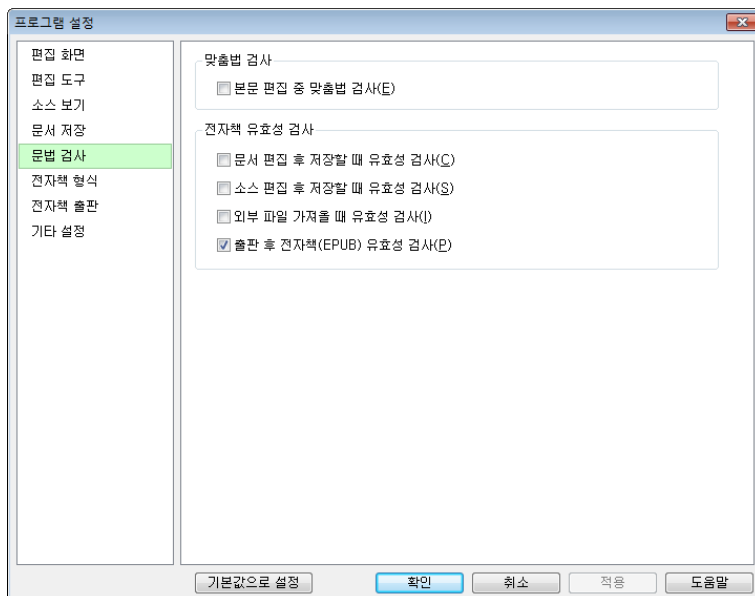 프로그램 설정
편집 화면
편집 도구
소스 보기
문서 저장
문법 검사
전자책 형식
전자책 출판
기타 설정
맞춤법 검사
본문 편집 중 맞춤법 검사(E)
전자책 유효성 검사
문서 편집 후 저장할 때 유효성 검사(C)
소스 편집 후 저장할 때 유효성 검사(S)
외부 파일 가져올 때 유효성 검사(I)
출판 후 전자책(EPUB) 유효성 검사(P)
기본값으로 설정
확인
취소
적용
도움말